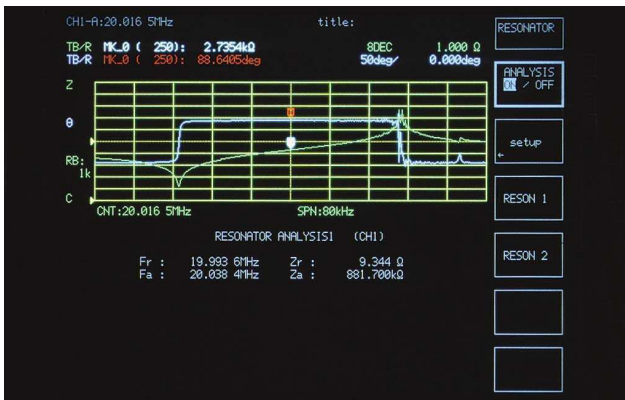 CH1-A:20.016 5MHz title:
TB/R MK_0 ( 250): 2.7354kΩ 8DEC 1.000 Ω
TB/R MK_0 ( 250): 88.6405deg 50deg/ 0.000deg
Z
θ
RB:
1k
C
CNT:20.016 5MHz SPN:80kHz
RESONATOR ANALYSIS1 (CH1)
Fr : 19.993 6MHz Zr : 9.344 Ω
Fa : 20.038 4MHz Za : 881.700kΩ
RESONATOR
ANALYSIS
ON / OFF
setup
←
RESON 1
RESON 2